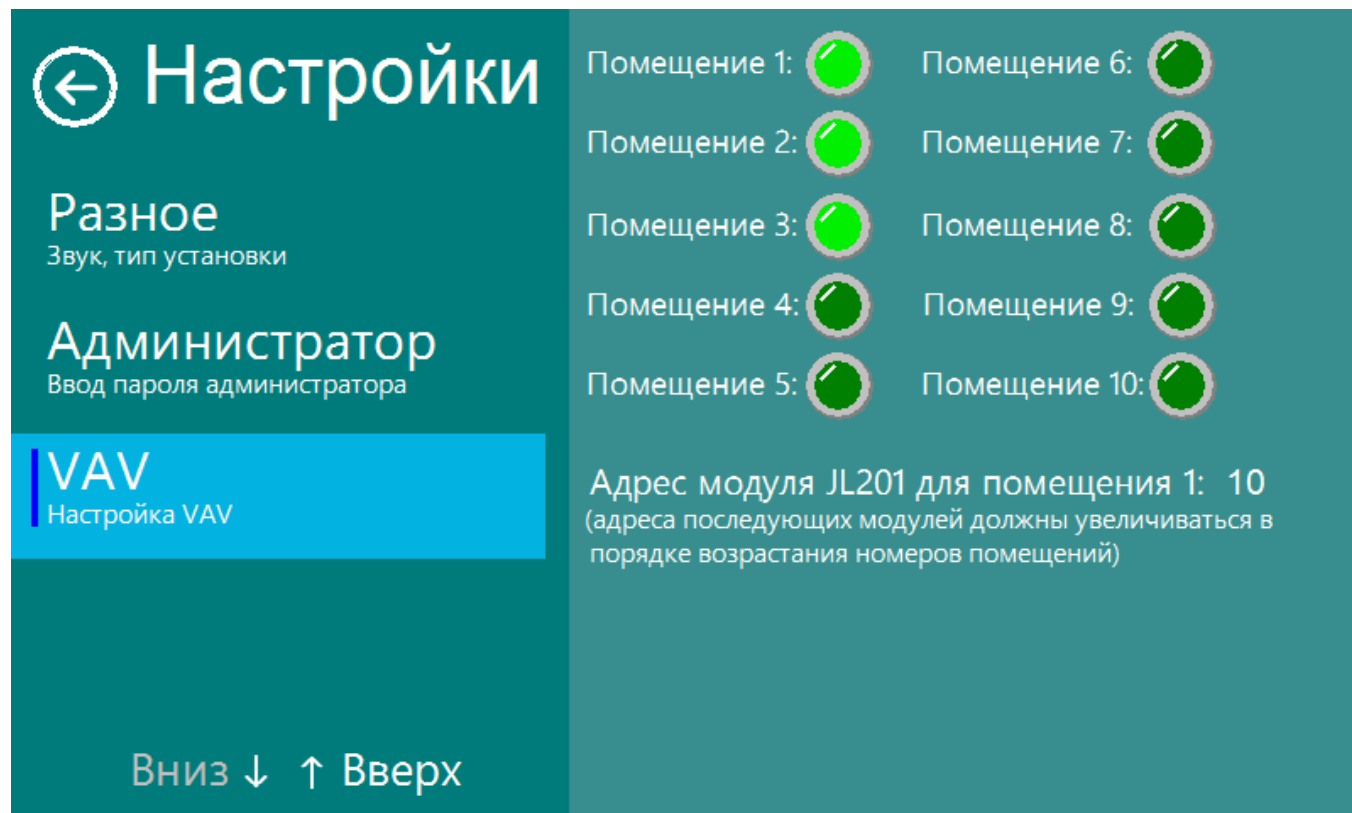 Настройки
Разное
Звук, тип установки
Администратор
Ввод пароля администратора
VAV
Настройка VAV
Вниз ↓ ↑ Вверх
Помещение 1:
Помещение 2:
Помещение 3:
Помещение 4:
Помещение 5:
Помещение 6:
Помещение 7:
Помещение 8:
Помещение 9:
Помещение 10:
Адрес модуля JL201 для помещения 1: 10
(адреса последующих модулей должны увеличиваться в
порядке возрастания номеров помещений)